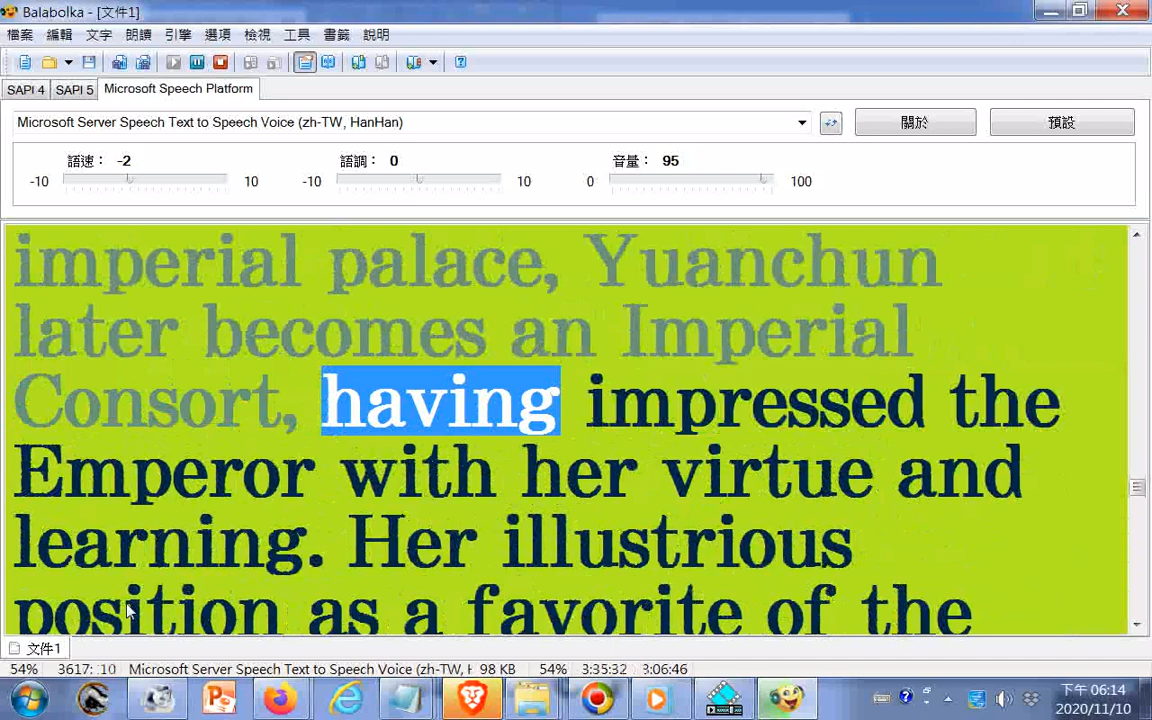 Balabolka - [文件1]
檔案 編輯 文字 朗讀 引擎 選項 檢視 工具 書籤 說明
SAPI 4 SAPI 5 Microsoft Speech Platform
Microsoft Server Speech Text to Speech Voice (zh-TW, HanHan) 關於 預設
語速: -2 語調: 0 音量: 95
-10 10 -10 10 0 100
imperial palace, Yuanchun
later becomes an Imperial
Consort, having impressed the
Emperor with her virtue and
learning. Her illustrious
position as a favorite of the
文件1
54% 3617: 10 Microsoft Server Speech Text to Speech Voice (zh-TW, H 98 KB 54% 3:35:32 3:06:46
下午 06:14
2020/11/10